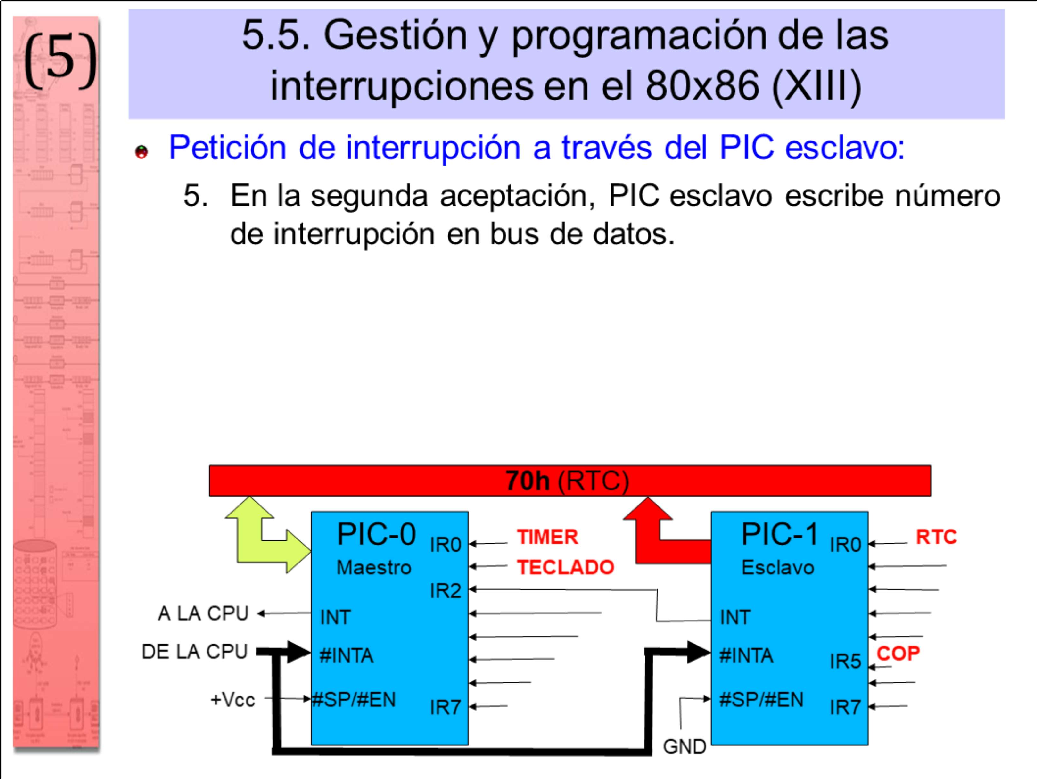 (5)
5.5. Gestión y programación de las
interrupciones en el 80x86 (XIII)
Petición de interrupción a través del PIC esclavo:
5. En la segunda aceptación, PIC esclavo escribe número
de interrupción en bus de datos.
70h (RTC)
PIC-0
Maestro
IR0
TIMER
TECLADO
IR2
A LA CPU
INT
DE LA CPU
#INTA
+Vcc
#SP/#EN
IR7
PIC-1
Esclavo
IR0
RTC
INT
#INTA
IR5
COP
#SP/#EN
IR7
GND